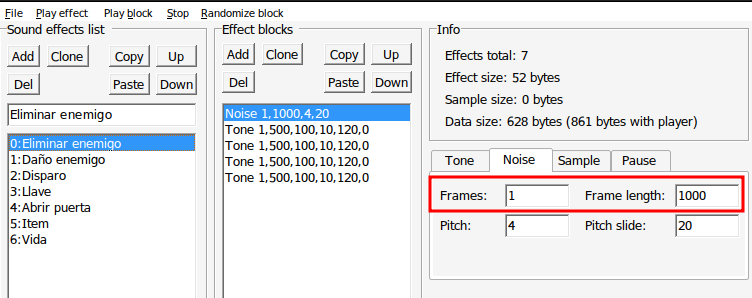 File Play effect Play block Stop Randomize block
Sound effects list
Add Clone Copy Up
Del Paste Down
Eliminar enemigo
0:Eliminar enemigo
1:Daño enemigo
2:Disparo
3:Llave
4:Abrir puerta
5:Item
6:Vida
Effect blocks
Add Clone Copy Up
Del Paste Down
Noise 1,1000,4,20
Tone 1,500,100,10,120,0
Tone 1,500,100,10,120,0
Tone 1,500,100,10,120,0
Tone 1,500,100,10,120,0
Info
Effects total: 7
Effect size: 52 bytes
Sample size: 0 bytes
Data size: 628 bytes (861 bytes with player)
Tone Noise Sample Pause
Frames: 1 Frame length: 1000
Pitch: 4 Pitch slide: 20